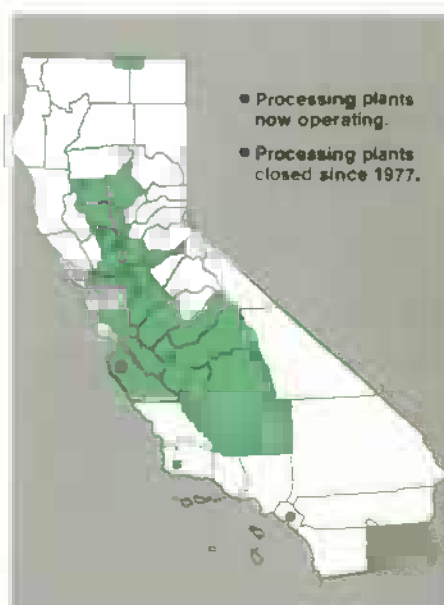 Processing plants
now operating.
Processing plants
closed since 1977.